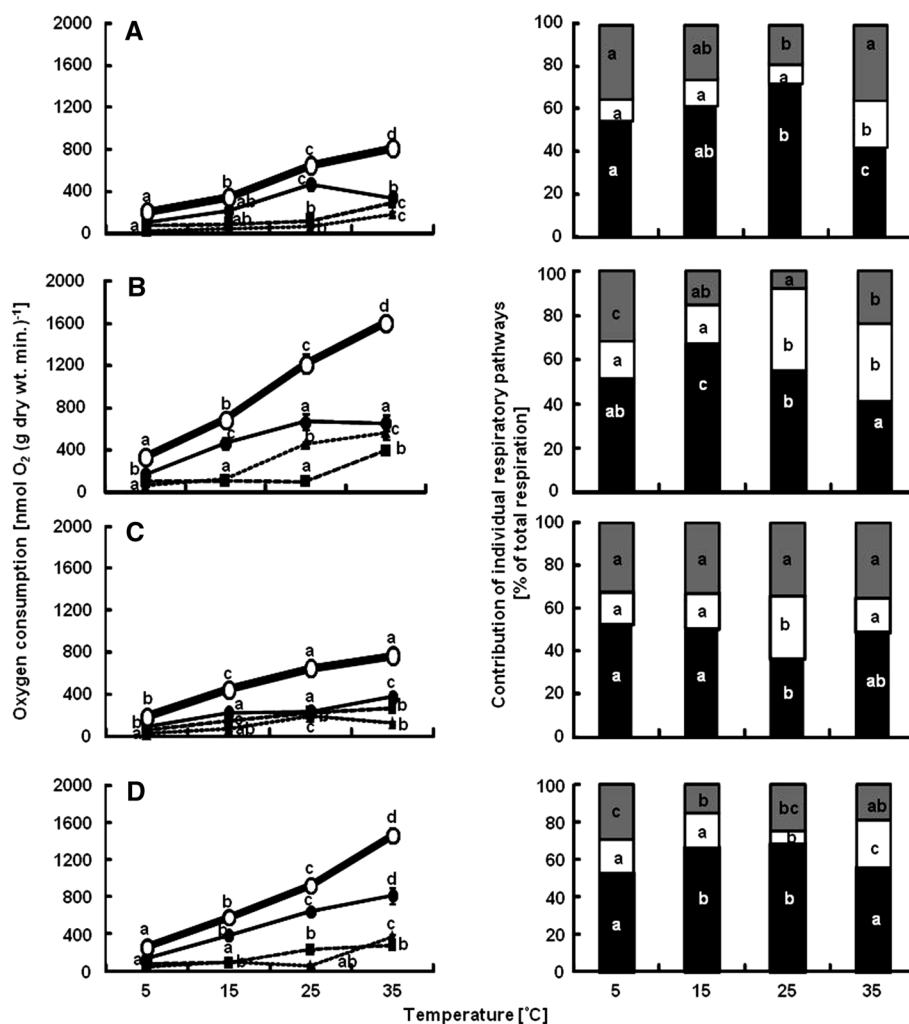 A
2000
1600
1200
800
400
0
a
b
c
d
ab
c
b
a
ab
b
b
c
100
80
60
40
20
0
a
ab
b
a
a
a
a
b
a
ab
b
c
B
2000
1600
1200
800
400
0
a
b
c
d
b
c
a
a
a
a
b
c
a
b
100
80
60
40
20
0
c
ab
a
b
a
a
b
b
ab
c
b
a
C
2000
1600
1200
800
400
0
b
c
a
a
b
a
a
c
a
c
b
b
ab
c
b
100
80
60
40
20
0
a
a
a
a
a
a
b
a
a
a
b
ab
D
2000
1600
1200
800
400
0
a
b
c
d
b
c
d
a
a
b
c
b
b
ab
100
80
60
40
20
0
c
b
bc
ab
a
a
b
c
a
b
b
a
5
15
25
35
5
15
25
35
Temperature [°C]
Oxygen consumption [nmol O₂ (g dry wt. min.)⁻¹]
Contribution of individual respiratory pathways
[% of total respiration]